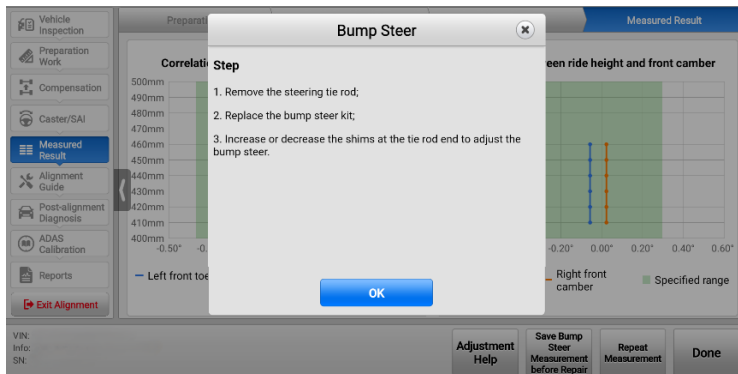 Vehicle
Inspection
Preparation
Work
Compensation
Caster/SAI
Measured
Result
Alignment
Guide
Post-alignment
Diagnosis
ADAS
Calibration
Reports
Exit Alignment
Preparati
Measured Result
Bump Steer
Step
1. Remove the steering tie rod;
2. Replace the bump steer kit;
3. Increase or decrease the shims at the tie rod end to adjust the
bump steer.
OK
Correlati
een ride height and front camber
500mm
490mm
480mm
470mm
460mm
450mm
440mm
430mm
420mm
410mm
400mm
-0.50° -0.
-0.20° 0.00° 0.20° 0.40° 0.60°
Left front toe
Right front
camber
Specified range
VIN:
Info:
SN:
Adjustment
Help
Save Bump
Steer
Measurement
before Repair
Repeat
Measurement
Done